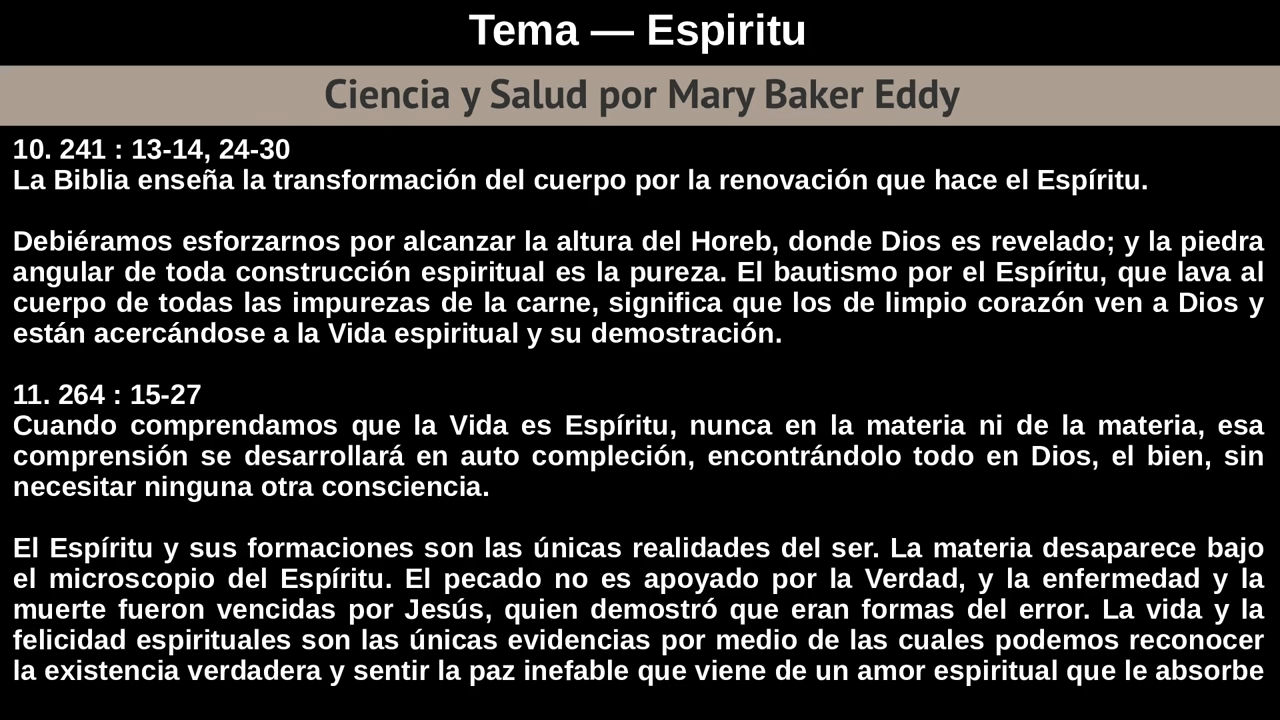 Tema — Espiritu
Ciencia y Salud por Mary Baker Eddy
10. 241 : 13-14, 24-30
La Biblia enseña la transformación del cuerpo por la renovación que hace el Espíritu.
Debiéramos esforzarnos por alcanzar la altura del Horeb, donde Dios es revelado; y la piedra
angular de toda construcción espiritual es la pureza. El bautismo por el Espíritu, que lava al
cuerpo de todas las impurezas de la carne, significa que los de limpio corazón ven a Dios y
están acercándose a la Vida espiritual y su demostración.
11. 264 : 15-27
Cuando comprendamos que la Vida es Espíritu, nunca en la materia ni de la materia, esa
comprensión se desarrollará en auto compleción, encontrándolo todo en Dios, el bien, sin
necesitar ninguna otra consciencia.
El Espíritu y sus formaciones son las únicas realidades del ser. La materia desaparece bajo
el microscopio del Espíritu. El pecado no es apoyado por la Verdad, y la enfermedad y la
muerte fueron vencidas por Jesús, quien demostró que eran formas del error. La vida y la
felicidad espirituales son las únicas evidencias por medio de las cuales podemos reconocer
la existencia verdadera y sentir la paz inefable que viene de un amor espiritual que le absorbe